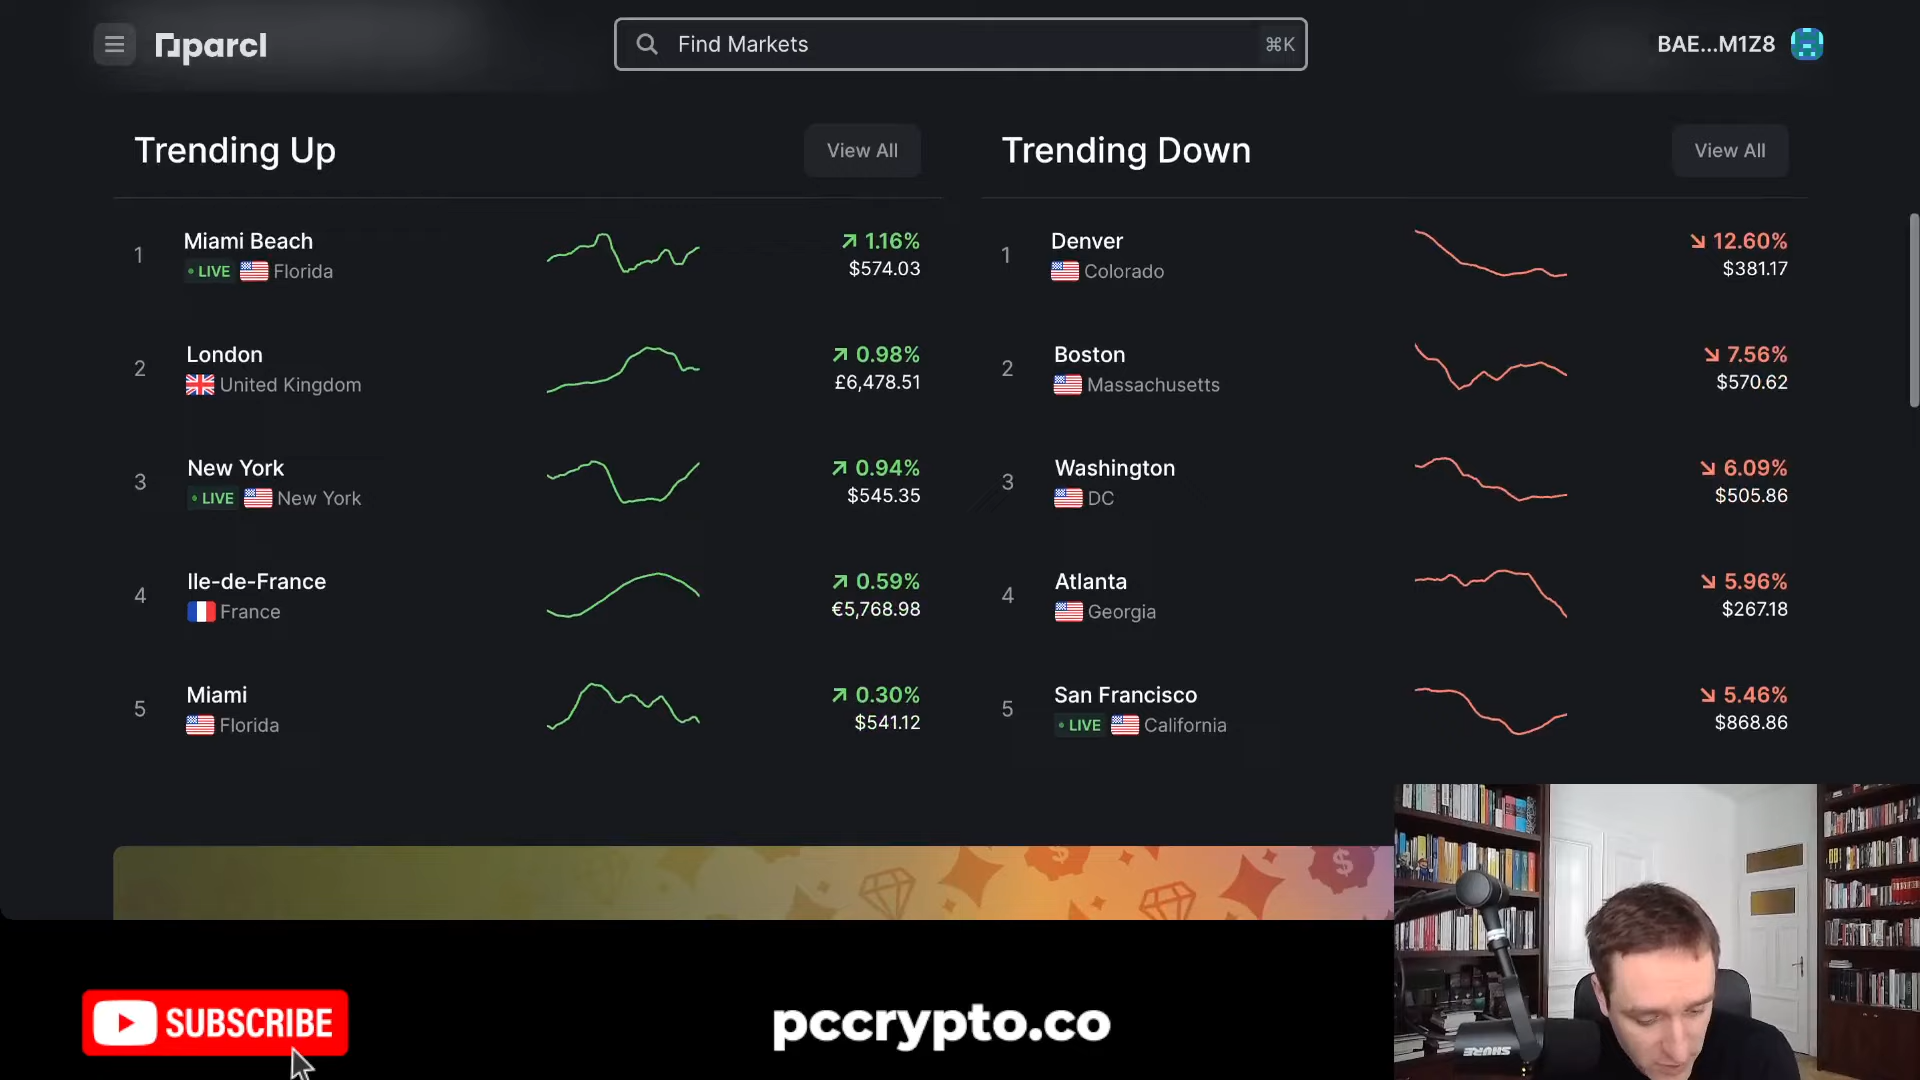 parcl
Find Markets
⌘K
BAE...M1Z8
Trending Up
View All
1
Miami Beach
LIVE Florida
1.16%
$574.03
2
London
United Kingdom
0.98%
£6,478.51
3
New York
LIVE New York
0.94%
$545.35
4
Ile-de-France
France
0.59%
€5,768.98
5
Miami
Florida
0.30%
$541.12
Trending Down
View All
1
Denver
Colorado
12.60%
$381.17
2
Boston
Massachusetts
7.56%
$570.62
3
Washington
DC
6.09%
$505.86
4
Atlanta
Georgia
5.96%
$267.18
5
San Francisco
LIVE California
5.46%
$868.86
SUBSCRIBE
pccrypto.co
SHURE